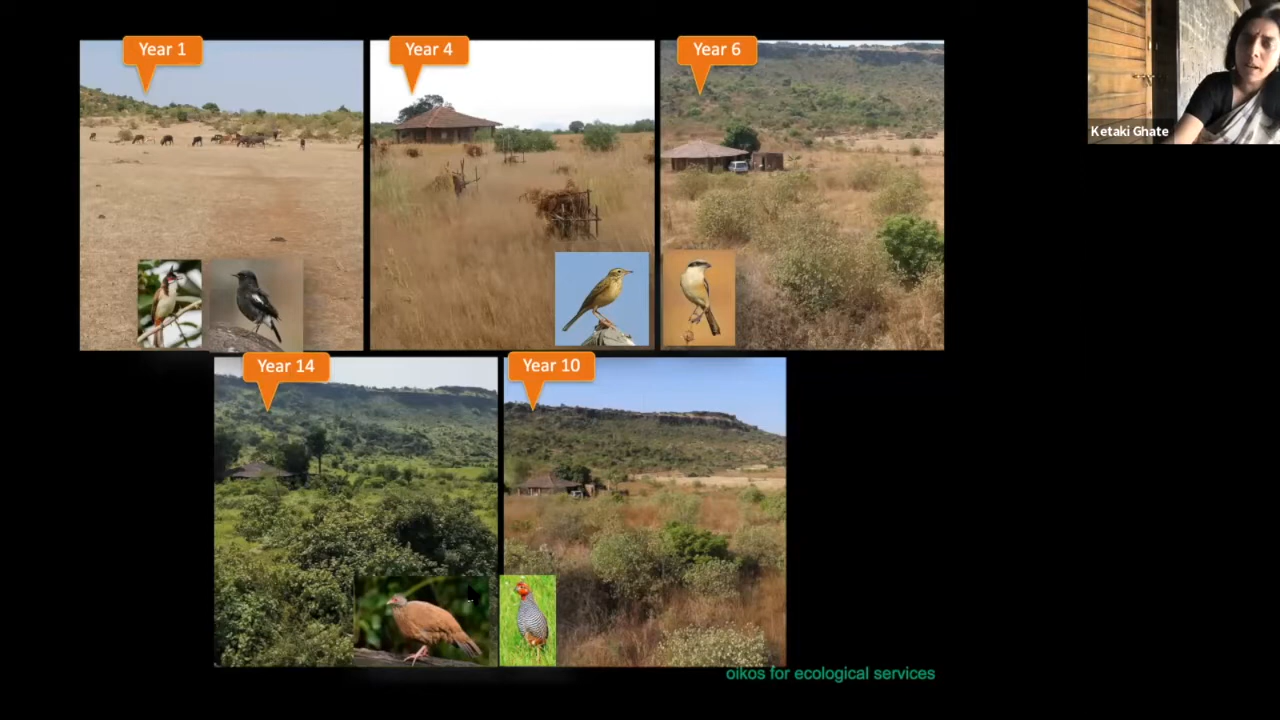 Year 1
Year 4
Year 6
Ketaki Ghate
Year 14
Year 10
oikos for ecological services